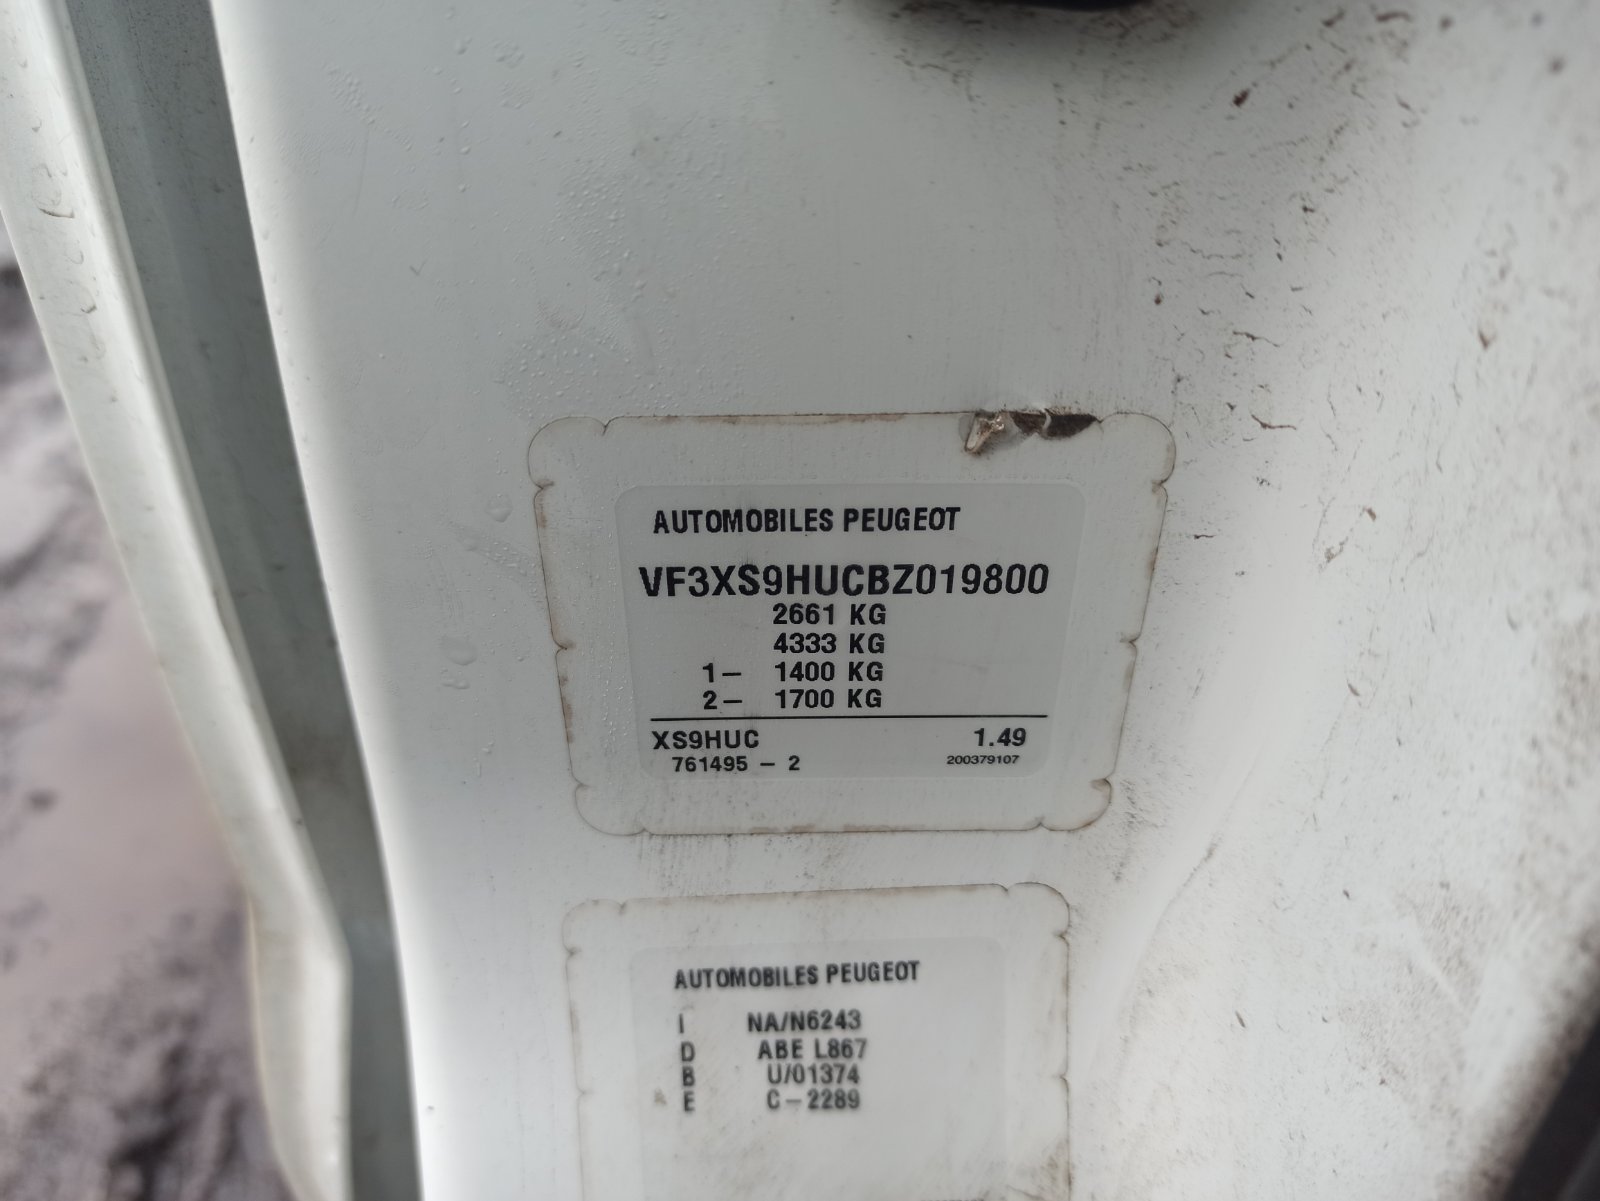 AUTOMOBILES PEUGEOT
VF3XS9HUCBZ019800
2661 KG
4333 KG
1– 1400 KG
2– 1700 KG
XS9HUC 1.49
761495 – 2 200379107
AUTOMOBILES PEUGEOT
I NA/N6243
D ABE L867
B U/01374
E C–2289